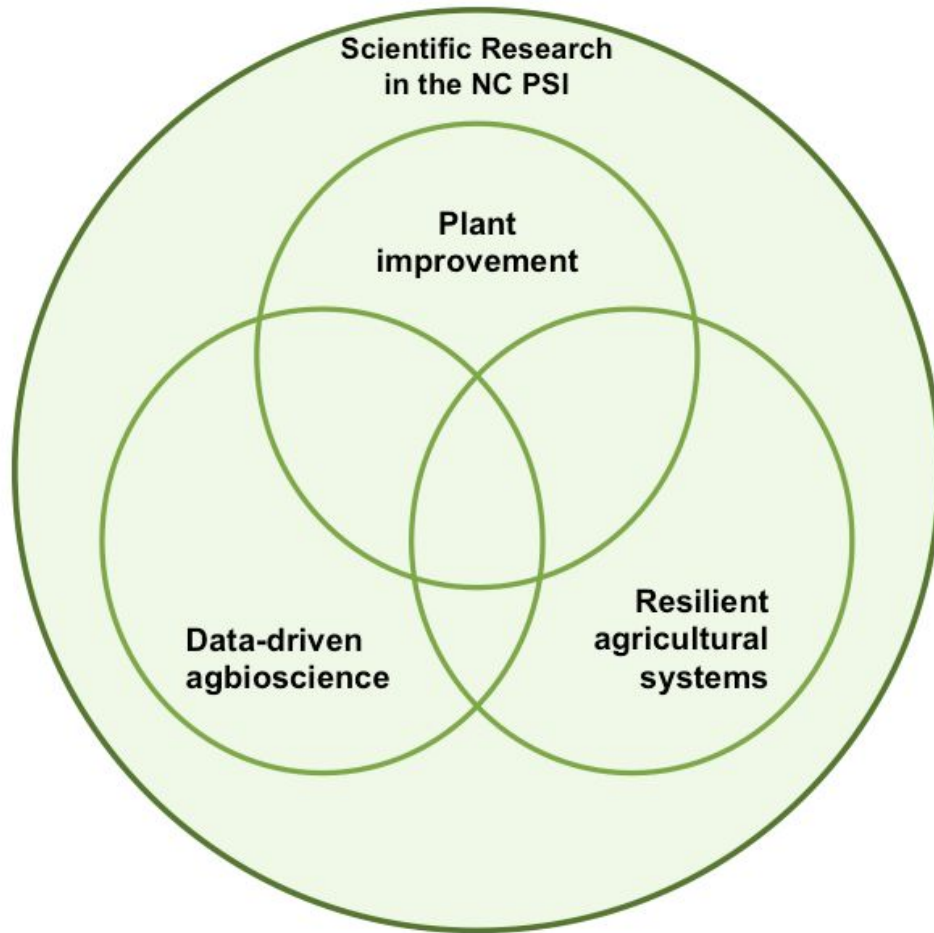 Scientific Research
in the NC PSI
Plant
improvement
Data-driven
agbioscience
Resilient
agricultural
systems